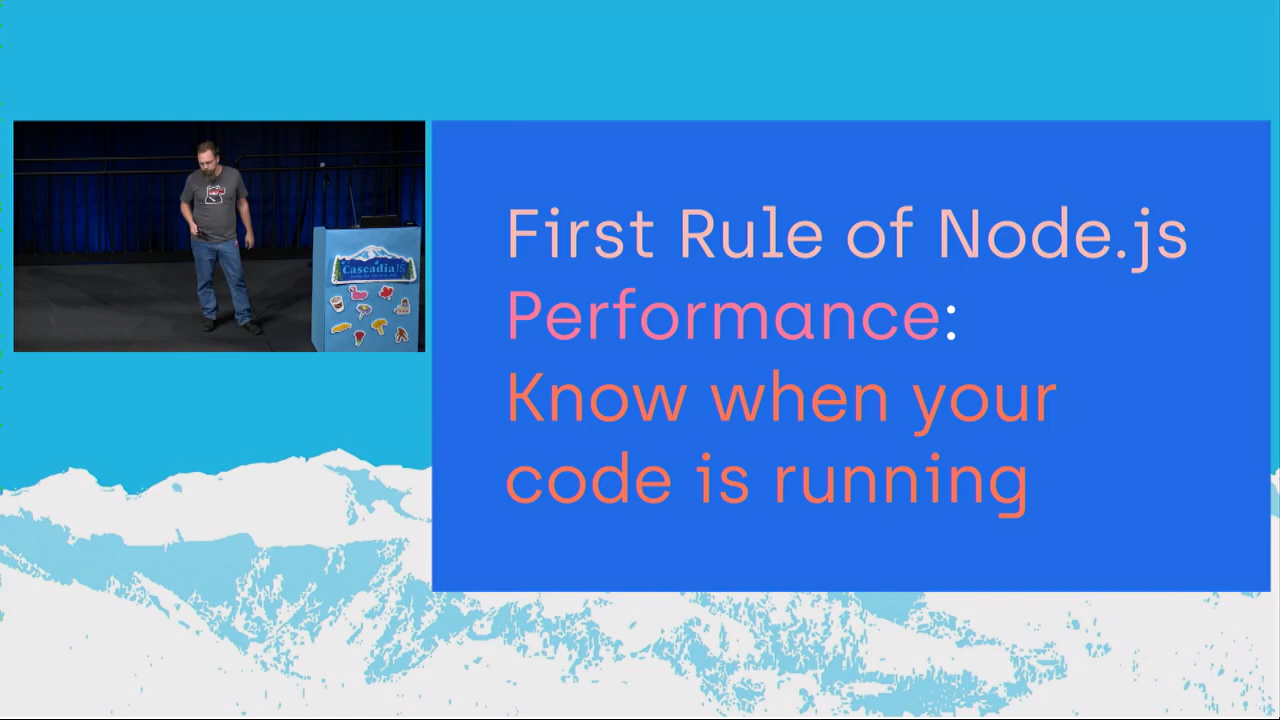 First Rule of Node.js
Performance:
Know when your
code is running
CascadiaJS